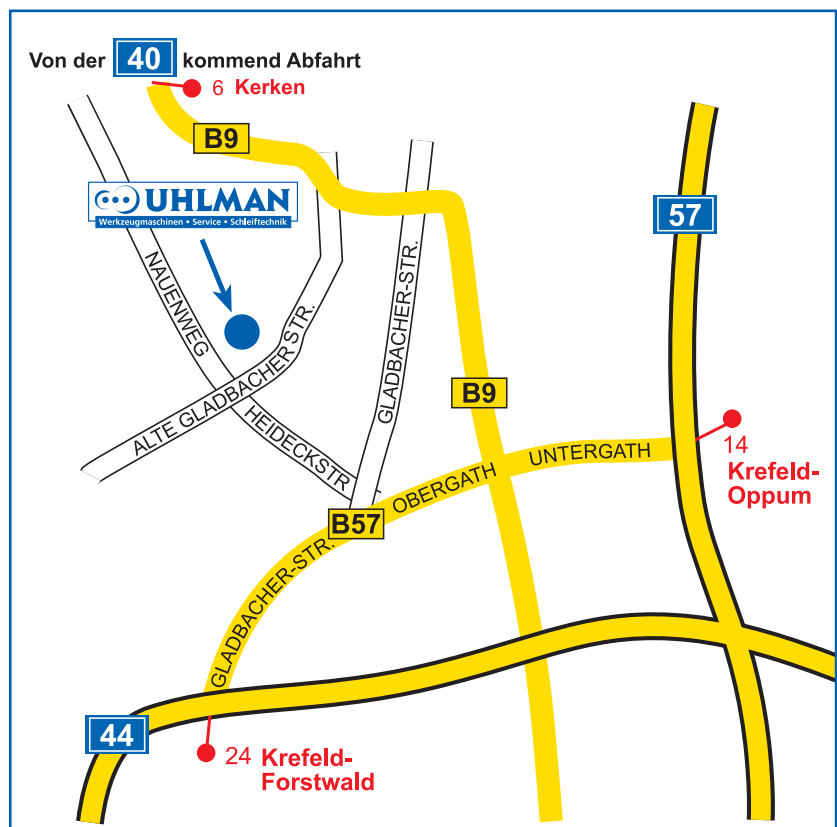 Von der 40 kommend Abfahrt
6 Kerken
B9
57
UHLMAN
Werkzeugmaschinen • Service • Schleiftechnik
NAUENWEG
ALTE GLADBACHER STR.
GLADBACHER-STR.
HEIDECKSTR
B9
UNTERGATH
OBERGATH
14
Krefeld-
Oppum
B57
GLADBACHER-STR.
44
24 Krefeld-
Forstwald